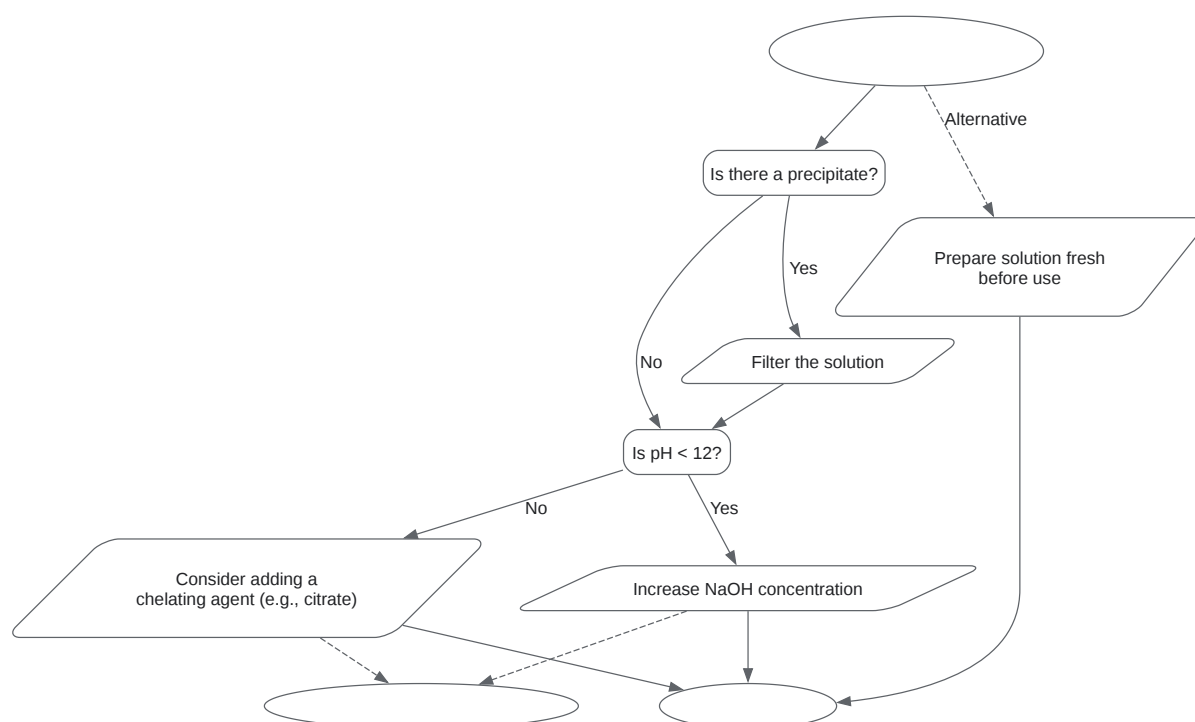 Alternative
Is there a precipitate?
Prepare solution fresh
before use
Yes
No
Filter the solution
Is pH < 12?
No
Yes
Consider adding a
chelating agent (e.g., citrate)
Increase NaOH concentration